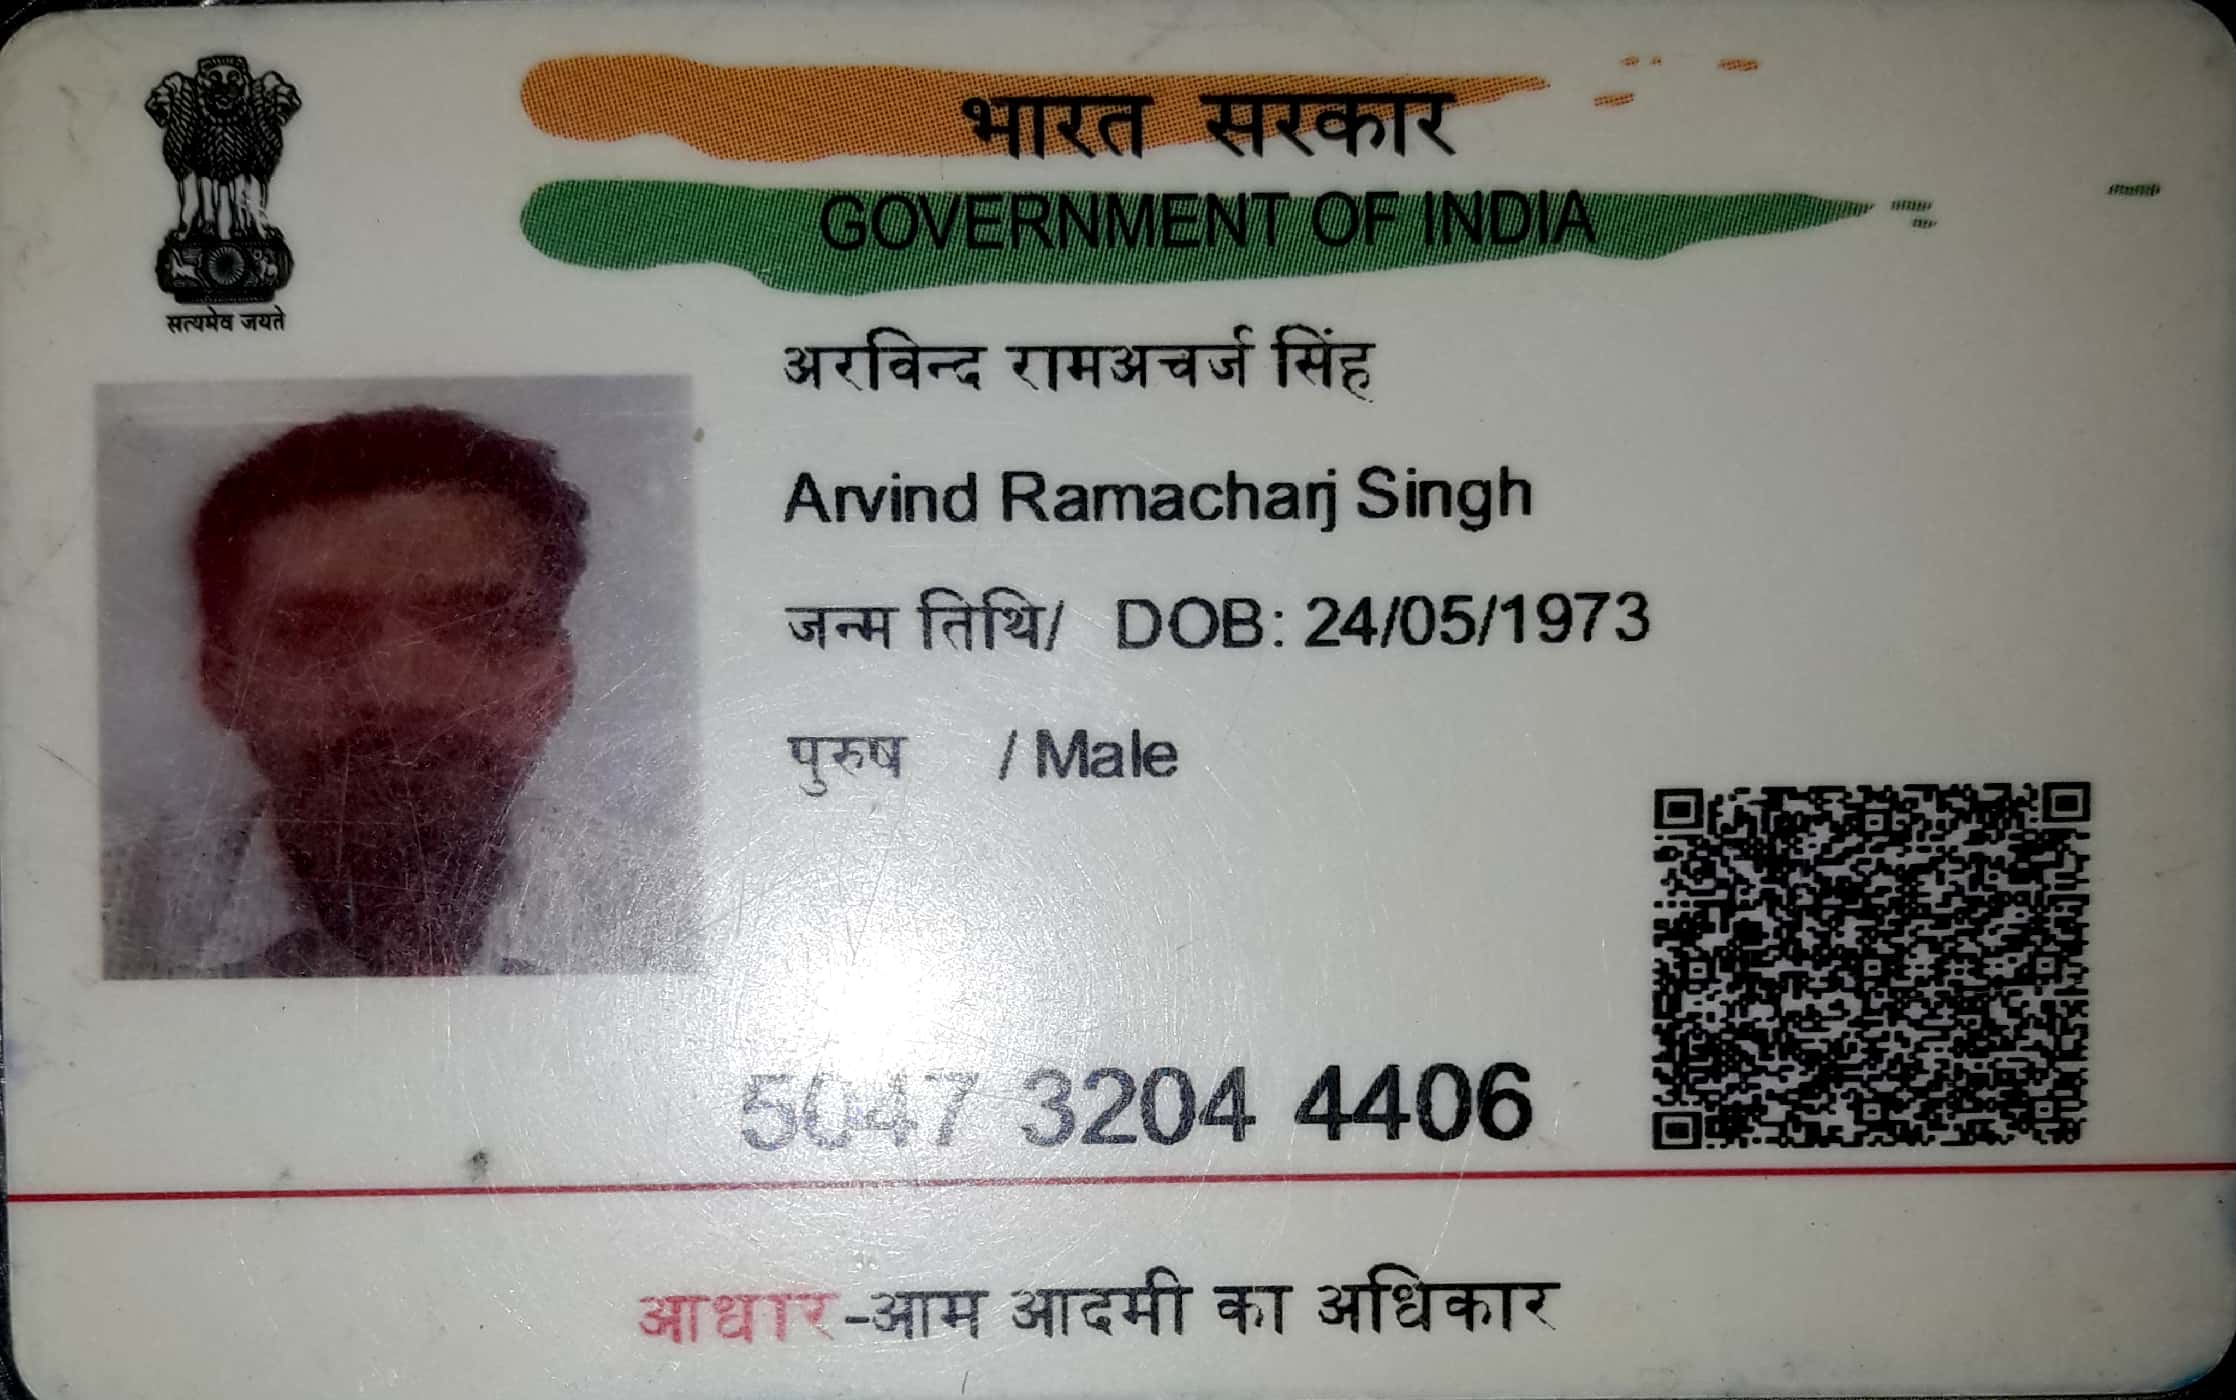 भारत सरकार
GOVERNMENT OF INDIA
सत्यमेव जयते
अरविन्द रामअचर्ज सिंह
Arvind Ramacharj Singh
जन्म तिथि/ DOB: 24/05/1973
पुरुष / Male
5047 3204 4406
आधार-आम आदमी का अधिकार